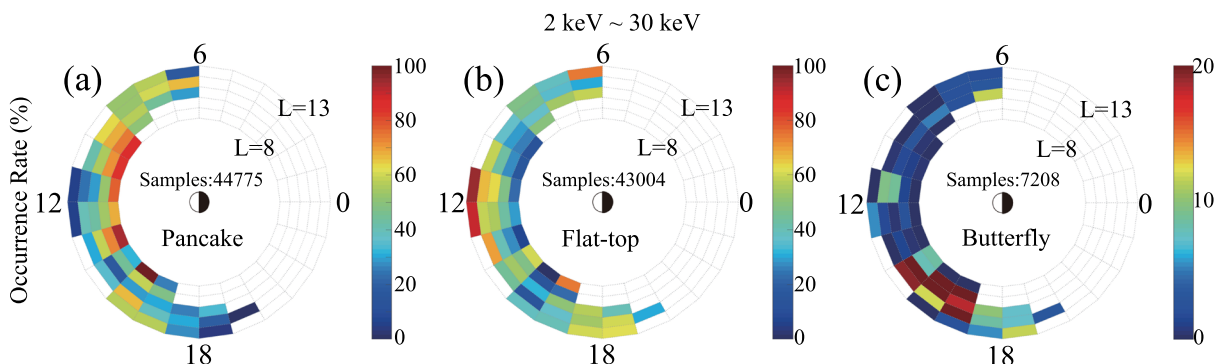 2 keV ~ 30 keV
Occurrence Rate (%)
(a)
6
L=13
L=8
Samples:44775
12
0
Pancake
18
100
80
60
40
20
0
(b)
6
L=13
L=8
Samples:43004
12
0
Flat-top
18
100
80
60
40
20
0
(c)
6
L=13
L=8
Samples:7208
12
0
Butterfly
18
20
10
0